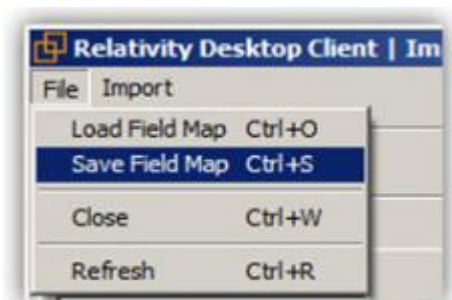 Relativity Desktop Client | Im
File Import
Load Field Map Ctrl+O
Save Field Map Ctrl+S
Close Ctrl+W
Refresh Ctrl+R